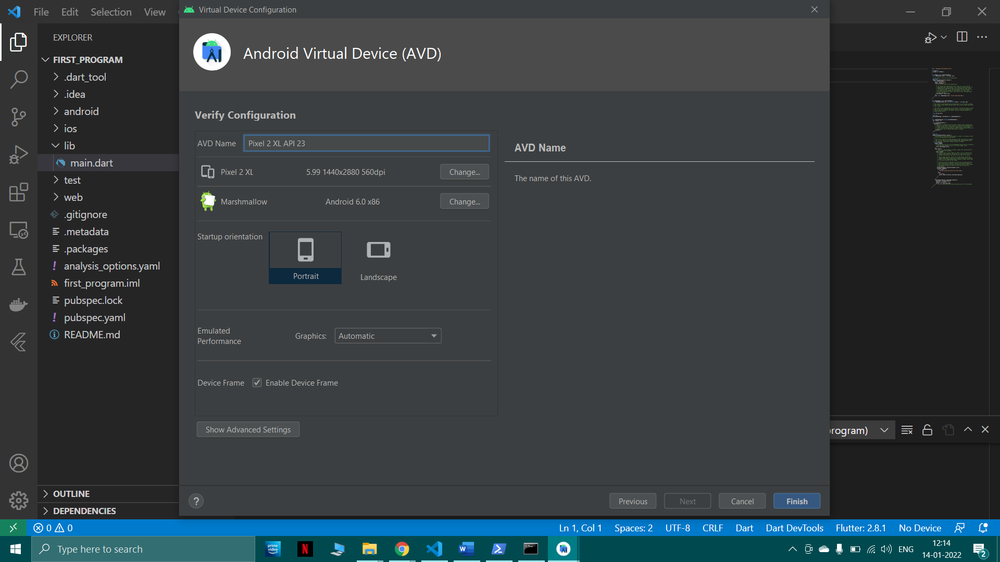 File Edit Selection View
Virtual Device Configuration
EXPLORER
FIRST_PROGRAM
.dart_tool
.idea
android
ios
lib
main.dart
test
web
.gitignore
.metadata
.packages
analysis_options.yaml
first_program.iml
pubspec.lock
pubspec.yaml
README.md
OUTLINE
DEPENDENCIES
Android Virtual Device (AVD)
Verify Configuration
AVD Name Pixel 2 XL API 23
Pixel 2 XL 5.99 1440x2880 560dpi Change...
Marshmallow Android 6.0 x86 Change...
Startup orientation
Portrait
Landscape
Emulated
Performance
Graphics: Automatic
Device Frame Enable Device Frame
Show Advanced Settings
AVD Name
The name of this AVD.
rogram)
? Previous Next Cancel Finish
0 0 Ln 1, Col 1 Spaces: 2 UTF-8 CRLF Dart Dart DevTools Flutter: 2.8.1 No Device
Type here to search
prime
video
N
W
ENG
12:14
14-01-2022
2